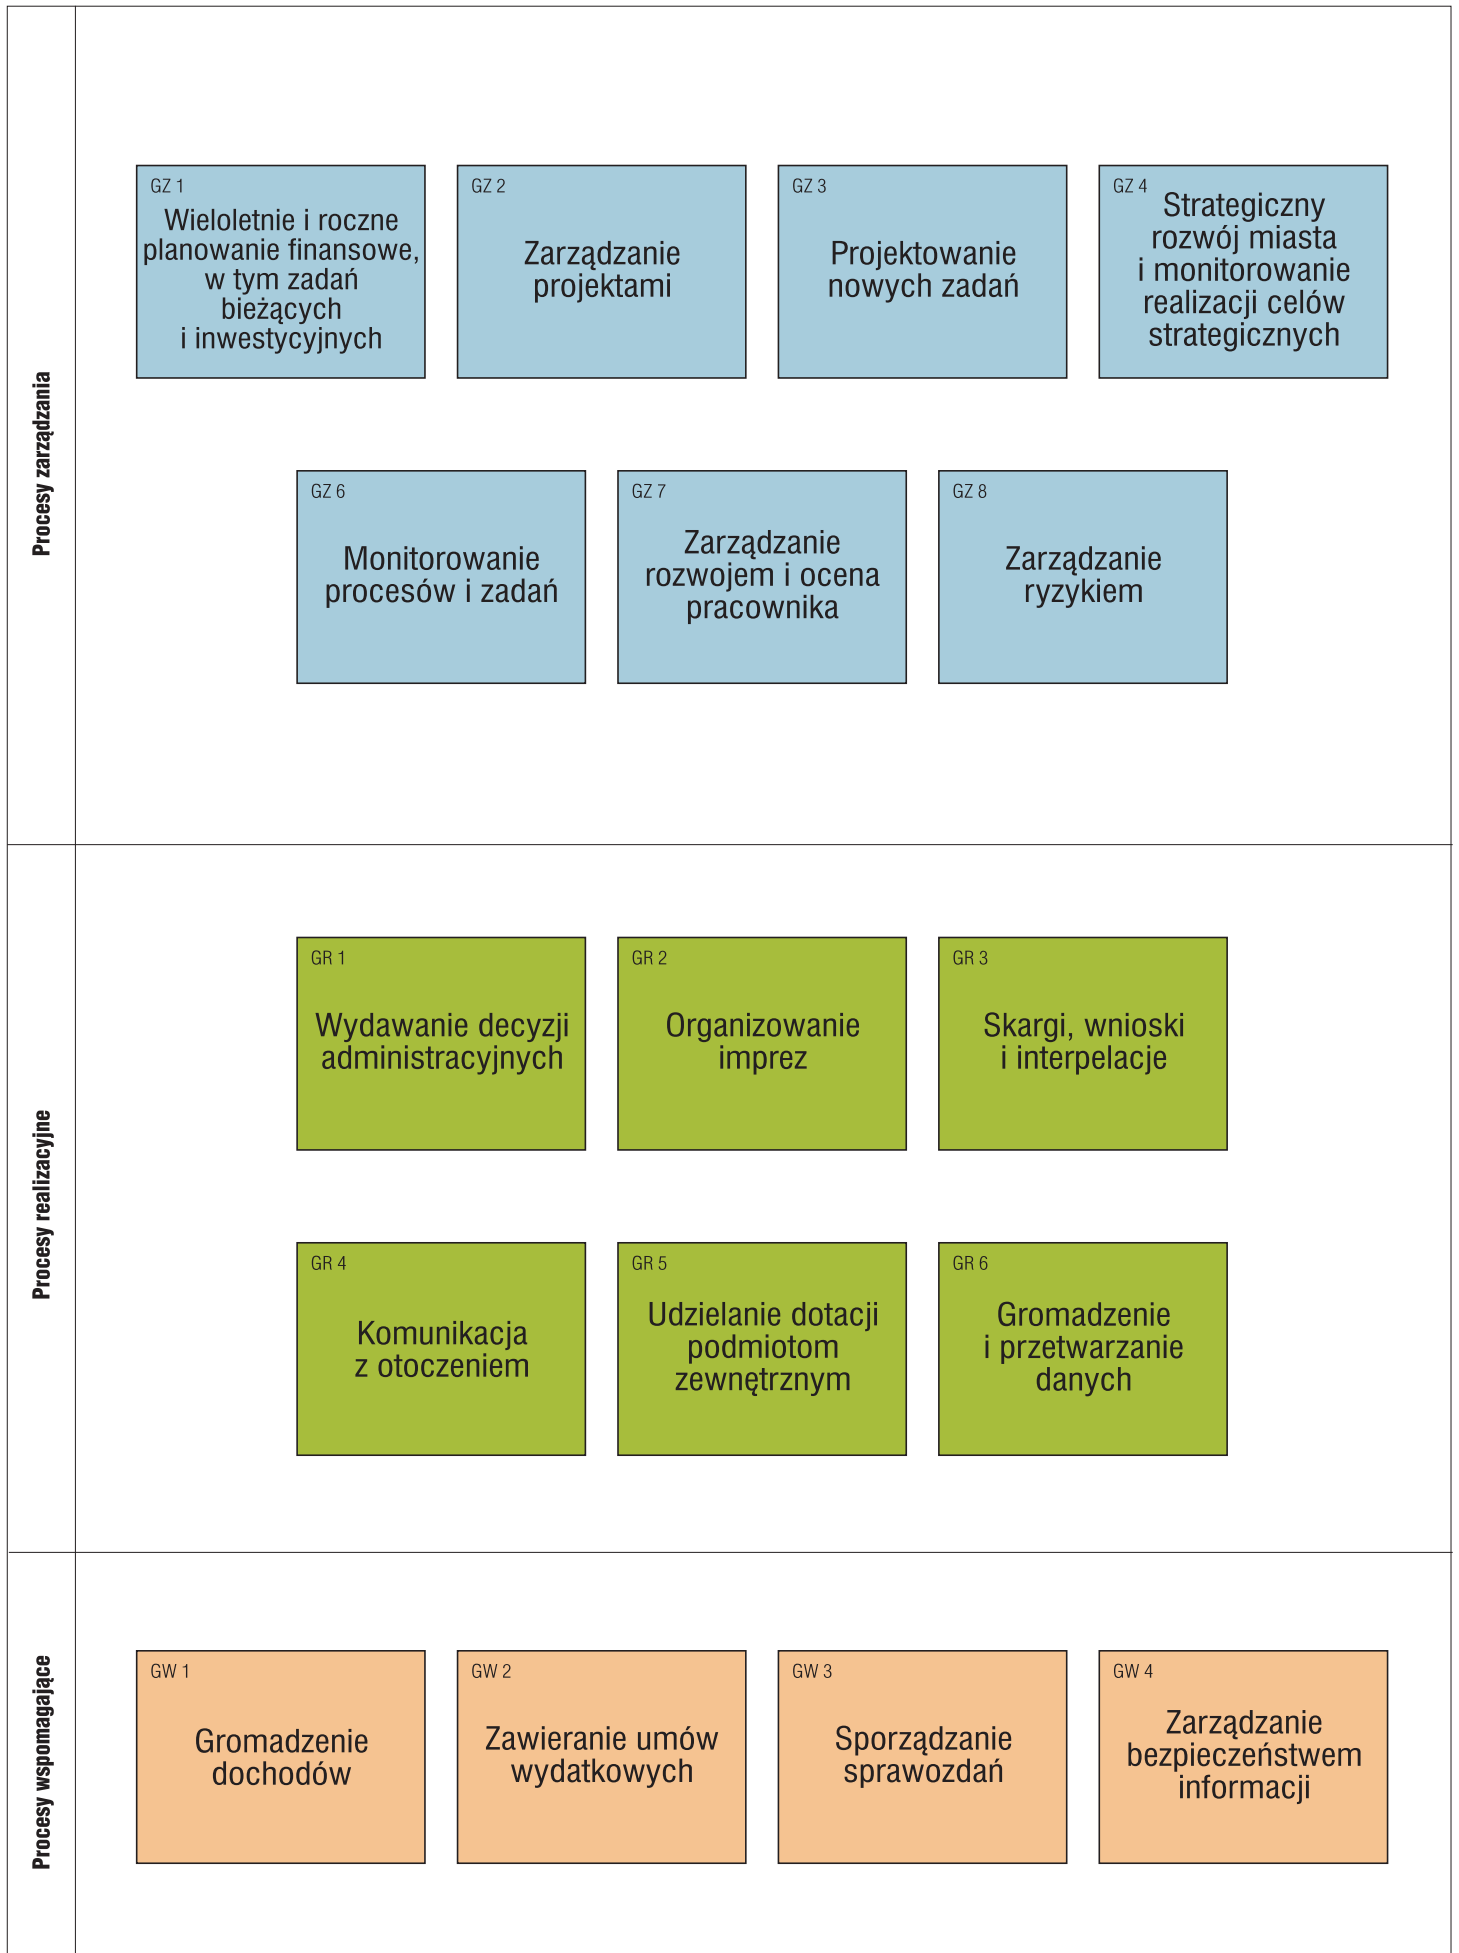 Procesy zarządzania
GZ 1
Wieloletnie i roczne
planowanie finansowe,
w tym zadań
bieżących
i inwestycyjnych
GZ 2
Zarządzanie
projektami
GZ 3
Projektowanie
nowych zadań
GZ 4
Strategiczny
rozwój miasta
i monitorowanie
realizacji celów
strategicznych
GZ 6
Monitorowanie
procesów i zadań
GZ 7
Zarządzanie
rozwojem i ocena
pracownika
GZ 8
Zarządzanie
ryzykiem
Procesy realizacyjne
GR 1
Wydawanie decyzji
administracyjnych
GR 2
Organizowanie
imprez
GR 3
Skargi, wnioski
i interpelacje
GR 4
Komunikacja
z otoczeniem
GR 5
Udzielanie dotacji
podmiotom
zewnętrznym
GR 6
Gromadzenie
i przetwarzanie
danych
Procesy wspomagające
GW 1
Gromadzenie
dochodów
GW 2
Zawieranie umów
wydatkowych
GW 3
Sporządzanie
sprawozdań
GW 4
Zarządzanie
bezpieczeństwem
informacji